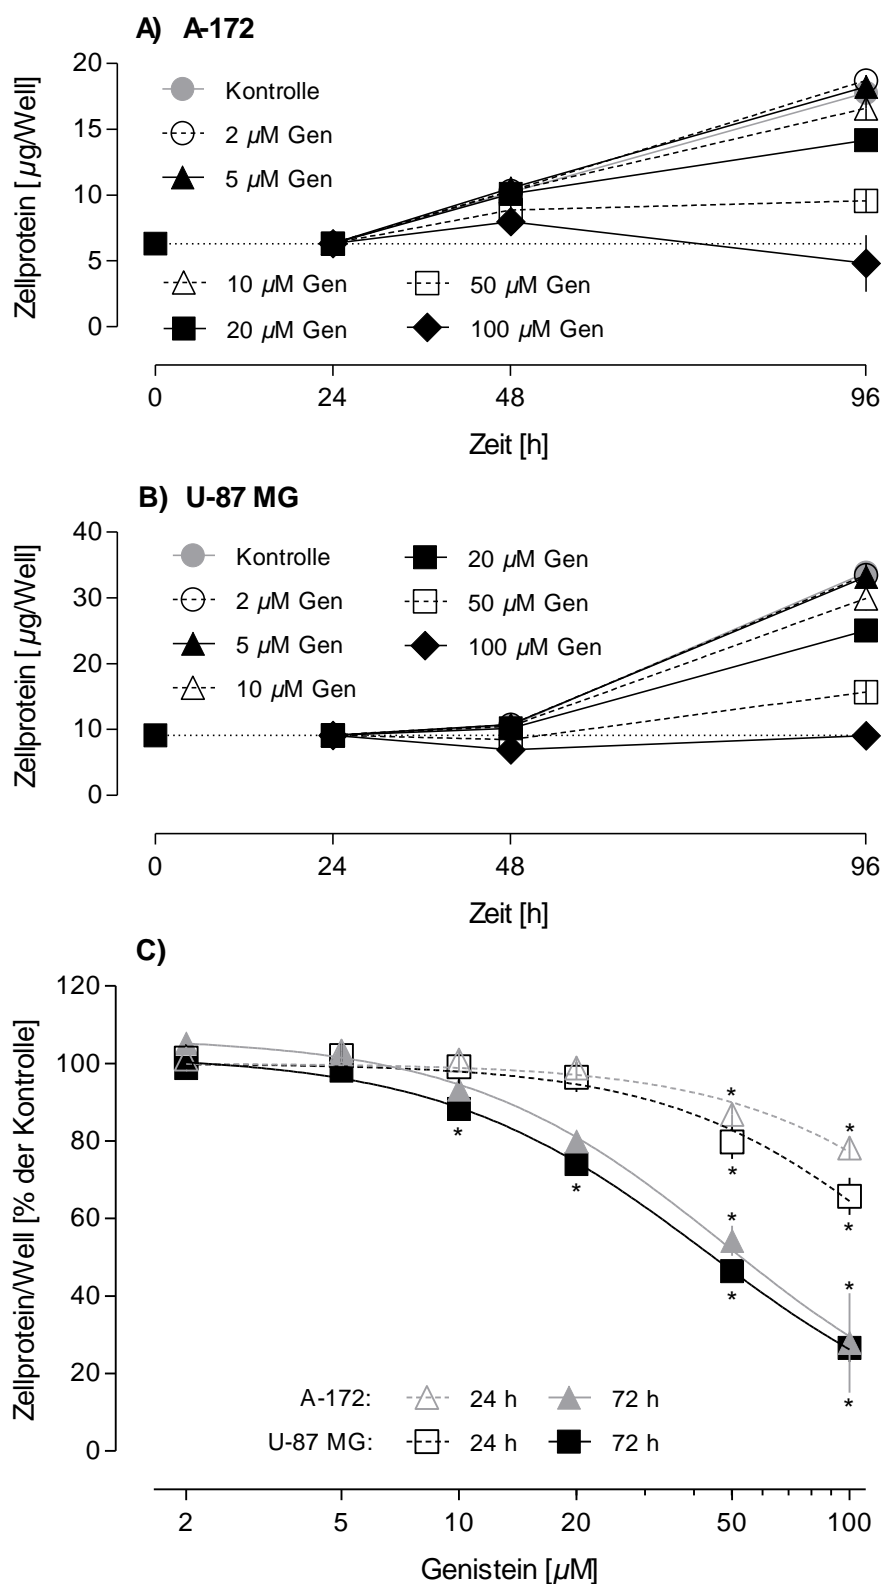 A) A-172
Zellprotein [µg/Well]
20
15
10
5
0
Kontrolle
2 µM Gen
5 µM Gen
10 µM Gen
20 µM Gen
50 µM Gen
100 µM Gen
0 24 48 96
Zeit [h]
B) U-87 MG
Zellprotein [µg/Well]
40
30
20
10
0
Kontrolle
2 µM Gen
5 µM Gen
10 µM Gen
20 µM Gen
50 µM Gen
100 µM Gen
0 24 48 96
Zeit [h]
C)
Zellprotein/Well [% der Kontrolle]
120
100
80
60
40
20
0
* * * * * * * * * *
A-172: 24 h 72 h
U-87 MG: 24 h 72 h
2 5 10 20 50 100
Genistein [µM]